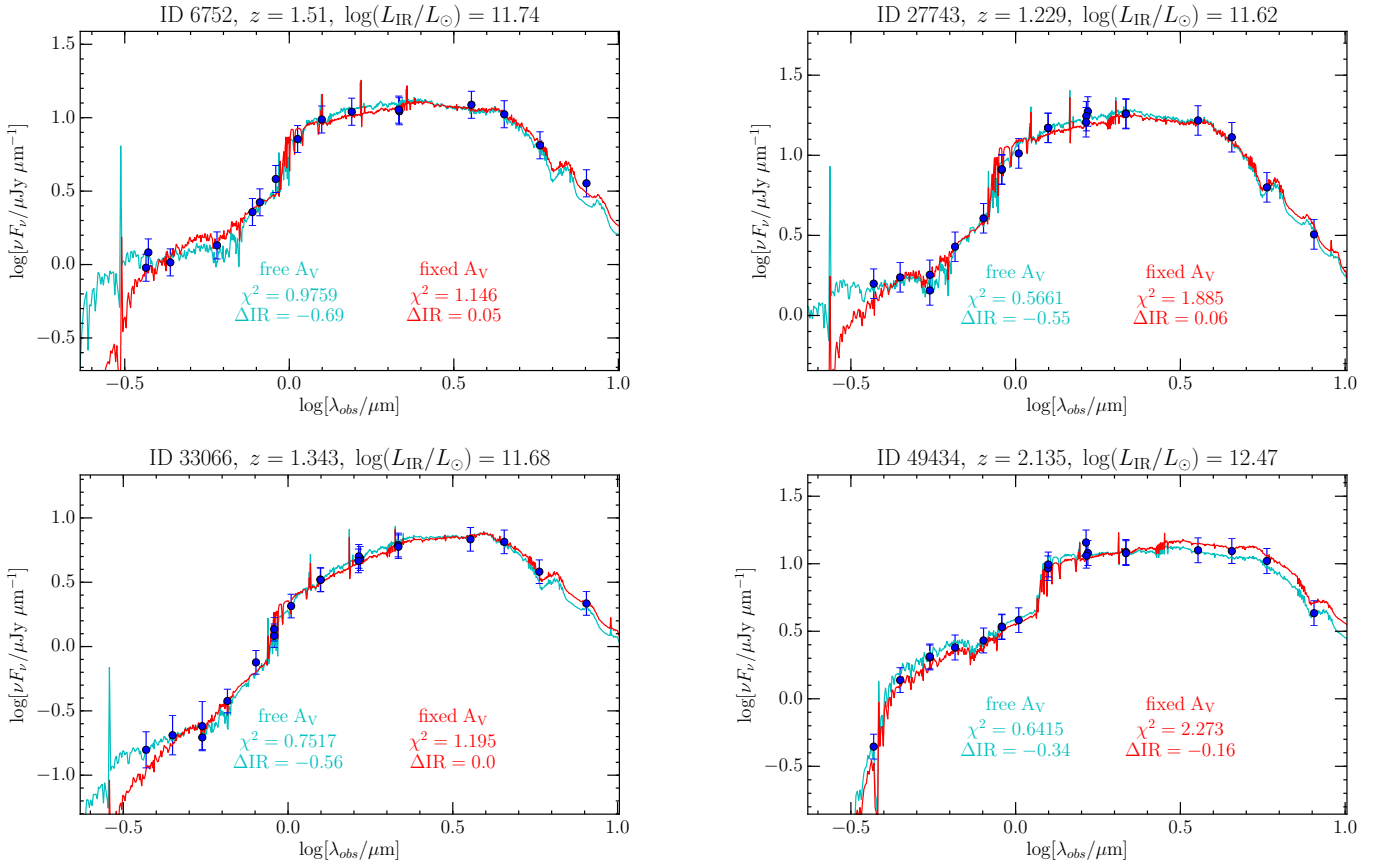 ID 6752, z = 1.51, log(L_IR/L_⊙) = 11.74
log[νF_ν/μJy μm⁻¹]
1.5
1.0
0.5
0.0
−0.5
free A_V
χ² = 0.9759
ΔIR = −0.69
fixed A_V
χ² = 1.146
ΔIR = 0.05
−0.5 0.0 0.5 1.0
log[λ_obs/μm]
ID 27743, z = 1.229, log(L_IR/L_⊙) = 11.62
log[νF_ν/μJy μm⁻¹]
1.5
1.0
0.5
0.0
free A_V
χ² = 0.5661
ΔIR = −0.55
fixed A_V
χ² = 1.885
ΔIR = 0.06
−0.5 0.0 0.5 1.0
log[λ_obs/μm]
ID 33066, z = 1.343, log(L_IR/L_⊙) = 11.68
log[νF_ν/μJy μm⁻¹]
1.0
0.5
0.0
−0.5
−1.0
free A_V
χ² = 0.7517
ΔIR = −0.56
fixed A_V
χ² = 1.195
ΔIR = 0.0
−0.5 0.0 0.5 1.0
log[λ_obs/μm]
ID 49434, z = 2.135, log(L_IR/L_⊙) = 12.47
log[νF_ν/μJy μm⁻¹]
1.5
1.0
0.5
0.0
−0.5
free A_V
χ² = 0.6415
ΔIR = −0.34
fixed A_V
χ² = 2.273
ΔIR = −0.16
−0.5 0.0 0.5 1.0
log[λ_obs/μm]